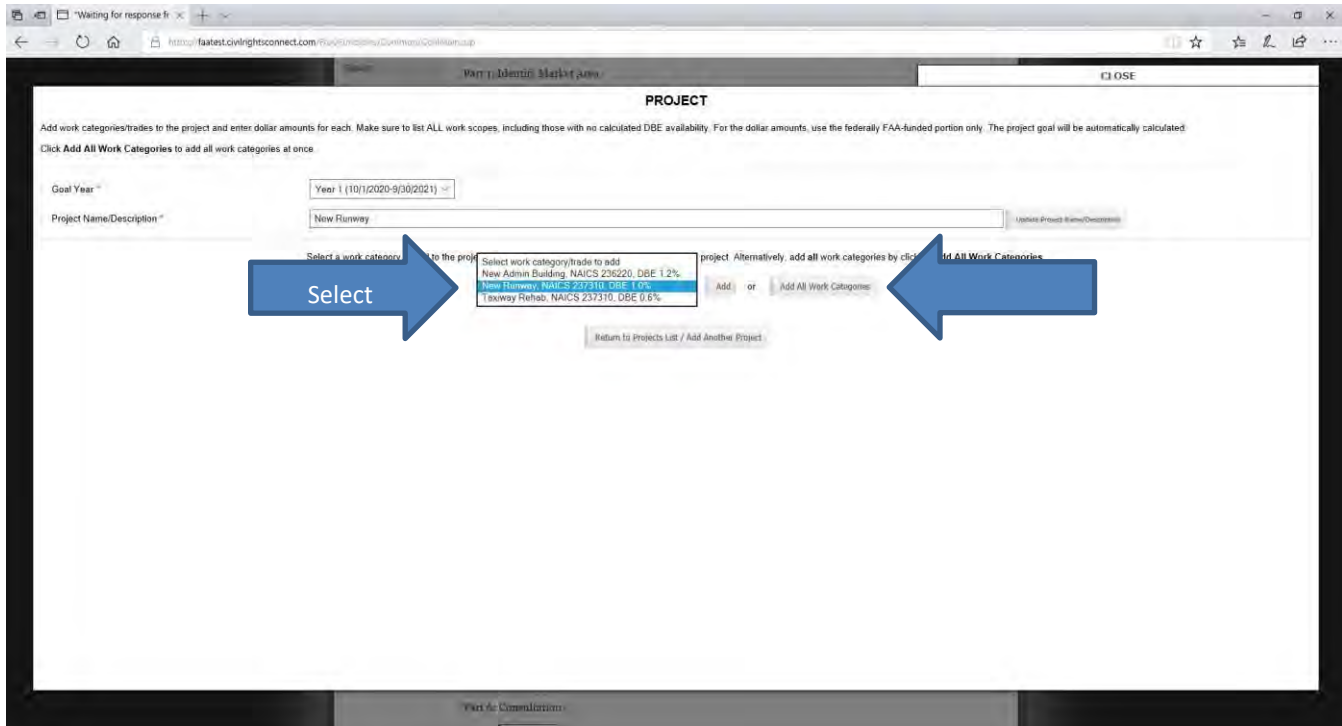 "Waiting for response fr
faatest.civilrightsconnect.com
Part 1: Identify Market Area
CLOSE
PROJECT
Add work categories/trades to the project and enter dollar amounts for each. Make sure to list ALL work scopes, including those with no calculated DBE availability. For the dollar amounts, use the federally FAA-funded portion only. The project goal will be automatically calculated
Click Add All Work Categories to add all work categories at once
Goal Year *
Year 1 (10/1/2020-9/30/2021)
Project Name/Description *
New Runway
Update Project Name/Description
Select a work category to the proje project. Alternatively, add all work categories by clic Add All Work Categories
Select work category/trade to add
New Admin Building, NAICS 236220, DBE 1.2%
New Runway, NAICS 237310, DBE 1.0%
Taxiway Rehab, NAICS 237310, DBE 0.6%
Add or Add All Work Categories
Select
Return to Projects List / Add Another Project
Part 6: Consultation